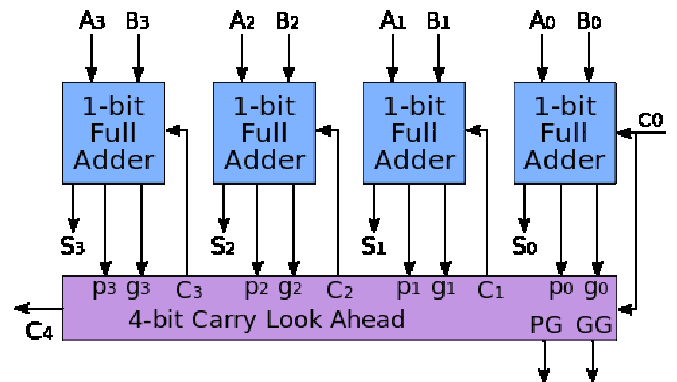 A3 B3 A2 B2 A1 B1 A0 B0
1-bit Full Adder
1-bit Full Adder
1-bit Full Adder
1-bit Full Adder
C0
S3 S2 S1 S0
p3 g3 C3 p2 g2 C2 p1 g1 C1 p0 g0
C4
4-bit Carry Look Ahead
PG GG